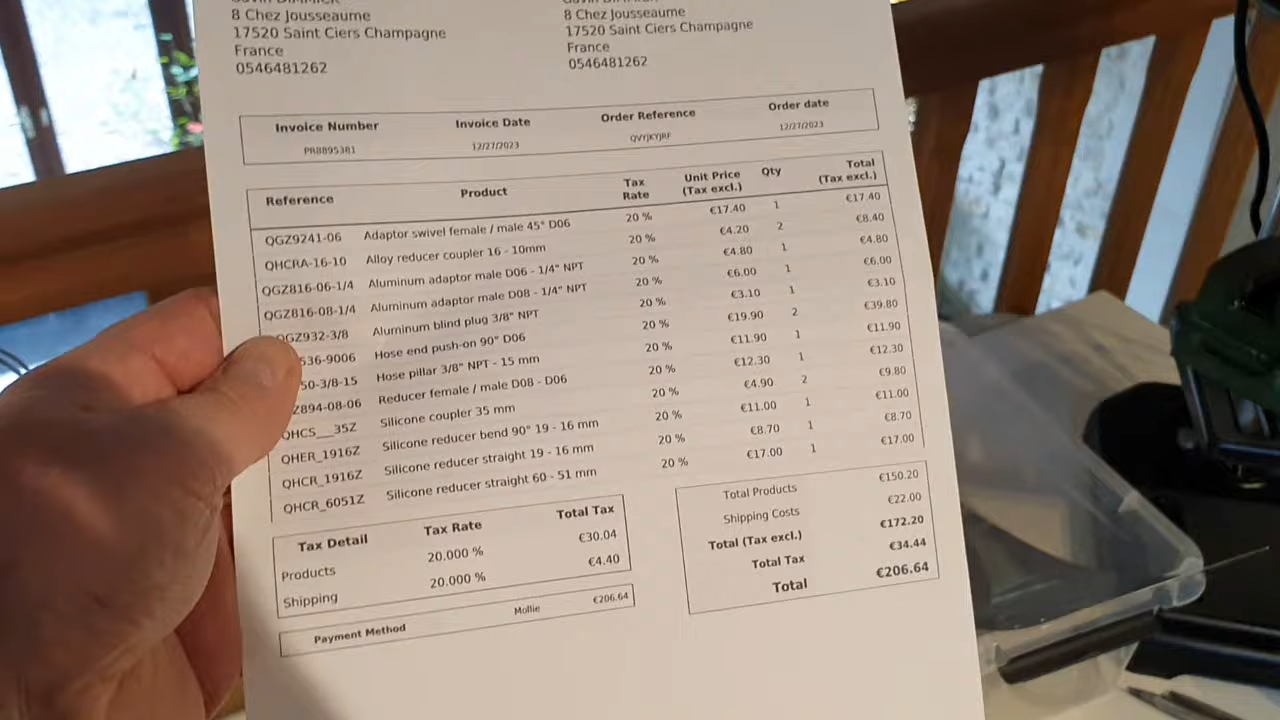 8 Chez Jousseaume
17520 Saint Ciers Champagne
France
0546481262
8 Chez Jousseaume
17520 Saint Ciers Champagne
France
0546481262
Invoice Number Invoice Date Order Reference Order date
PR8895381 12/27/2023 QVYJKYJRF 12/27/2023
Reference Product Tax Rate Unit Price (Tax excl.) Qty Total (Tax excl.)
QGZ9241-06 Adaptor swivel female / male 45° D06 20 % €17.40 1 €17.40
QHCRA-16-10 Alloy reducer coupler 16 - 10mm 20 % €4.20 2 €8.40
QGZ816-06-1/4 Aluminum adaptor male D06 - 1/4" NPT 20 % €4.80 1 €4.80
QGZ816-08-1/4 Aluminum adaptor male D08 - 1/4" NPT 20 % €6.00 1 €6.00
QGZ932-3/8 Aluminum blind plug 3/8" NPT 20 % €3.10 1 €3.10
536-9006 Hose end push-on 90° D06 20 % €19.90 2 €39.80
50-3/8-15 Hose pillar 3/8" NPT - 15 mm 20 % €11.90 1 €11.90
Z894-08-06 Reducer female / male D08 - D06 20 % €12.30 1 €12.30
QHCS___35Z Silicone coupler 35 mm 20 % €4.90 2 €9.80
QHER_1916Z Silicone reducer bend 90° 19 - 16 mm 20 % €11.00 1 €11.00
QHCR_1916Z Silicone reducer straight 19 - 16 mm 20 % €8.70 1 €8.70
QHCR_6051Z Silicone reducer straight 60 - 51 mm 20 % €17.00 1 €17.00
Tax Detail Tax Rate Total Tax
Products 20.000 % €30.04
Shipping 20.000 % €4.40
Payment Method Mollie €206.64
Total Products €150.20
Shipping Costs €22.00
Total (Tax excl.) €172.20
Total Tax €34.44
Total €206.64